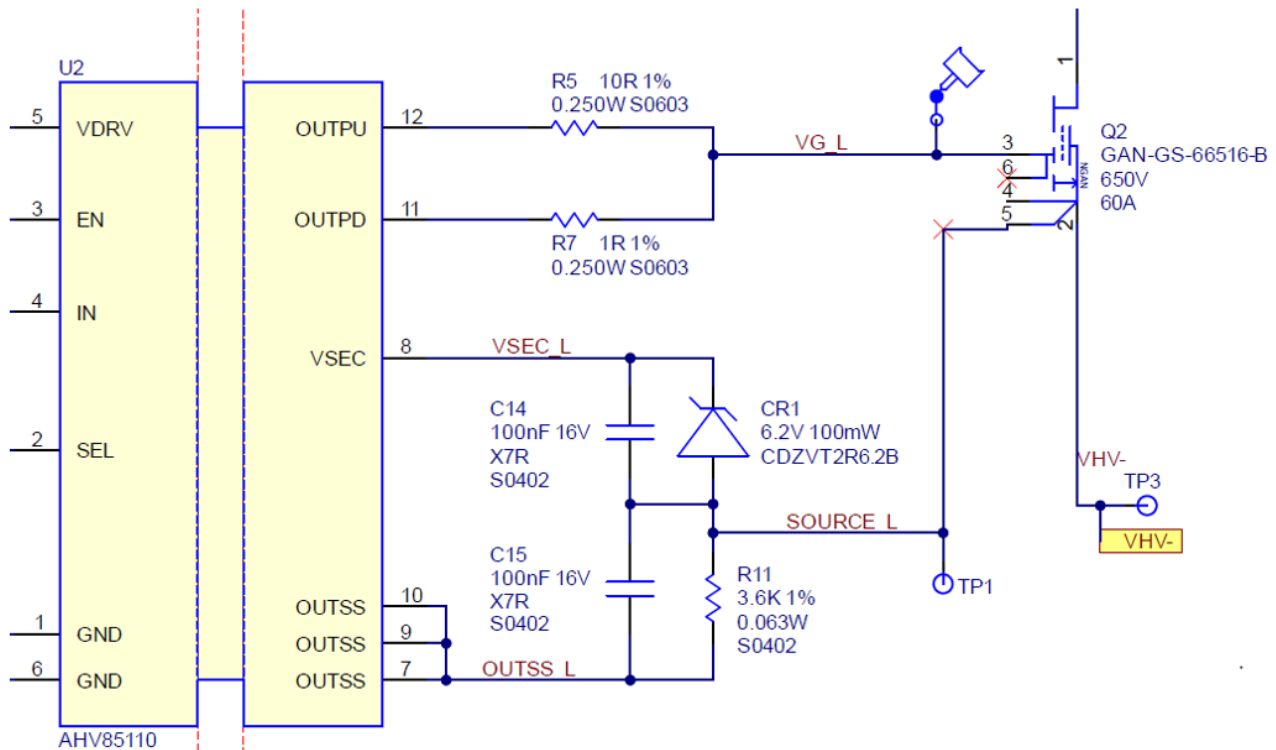 U2
5
VDRV
3
EN
4
IN
2
SEL
1
GND
6
GND
AHV85110
OUTPU
12
OUTPD
11
VSEC
8
OUTSS
10
OUTSS
9
OUTSS
7
R5 10R 1%
0.250W S0603
R7 1R 1%
0.250W S0603
VG_L
VSEC_L
C14
100nF 16V
X7R
S0402
CR1
6.2V 100mW
CDZVT2R6.2B
SOURCE_L
C15
100nF 16V
X7R
S0402
R11
3.6K 1%
0.063W
S0402
OUTSS_L
TP1
1
3
6
4
5
2
NGAN
Q2
GAN-GS-66516-B
650V
60A
VHV-
TP3
VHV-